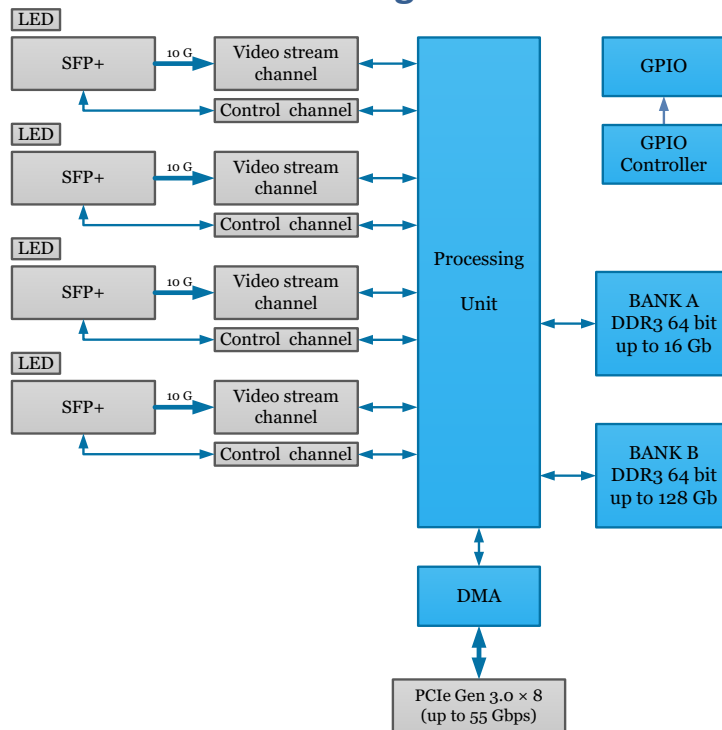 LED
SFP+
10 G
Video stream
channel
Control channel
LED
SFP+
10 G
Video stream
channel
Control channel
LED
SFP+
10 G
Video stream
channel
Control channel
LED
SFP+
10 G
Video stream
channel
Control channel
Processing
Unit
GPIO
GPIO
Controller
BANK A
DDR3 64 bit
up to 16 Gb
BANK B
DDR3 64 bit
up to 128 Gb
DMA
PCIe Gen 3.0 × 8
(up to 55 Gbps)